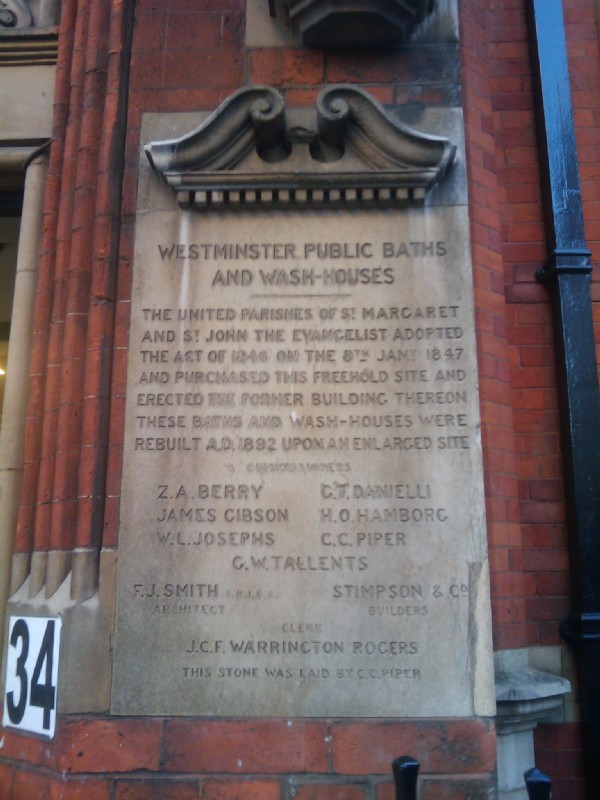 WESTMINSTER PUBLIC BATHS
AND WASH-HOUSES
THE UNITED PARISHES OF ST MARGARET
AND ST JOHN THE EVANGELIST ADOPTED
THE ACT OF 1846 ON THE 8TH JANY 1847
AND PURCHASED THIS FREEHOLD SITE AND
ERECTED THE FORMER BUILDING THEREON
THESE BATHS AND WASH-HOUSES WERE
REBUILT A.D. 1892 UPON AN ENLARGED SITE
COMMISSIONERS
Z.A. BERRY G.T. DANIELLI
JAMES GIBSON H.O. HAMBORG
W.L. JOSEPHS C.C. PIPER
G.W. TALLENTS
F.J. SMITH F.R.I.B.A. STIMPSON & CO
ARCHITECT BUILDERS
CLERK
J.C.F. WARRINGTON ROGERS
THIS STONE WAS LAID BY C.C. PIPER
34